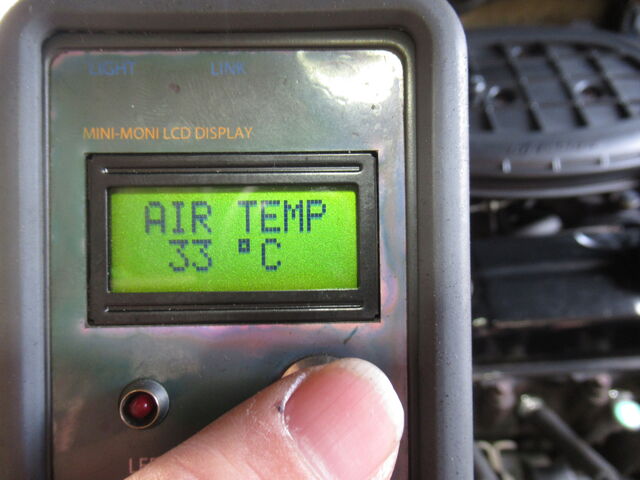 LIGHT LINK
MINI-MONI LCD DISPLAY
AIR TEMP
33 °C